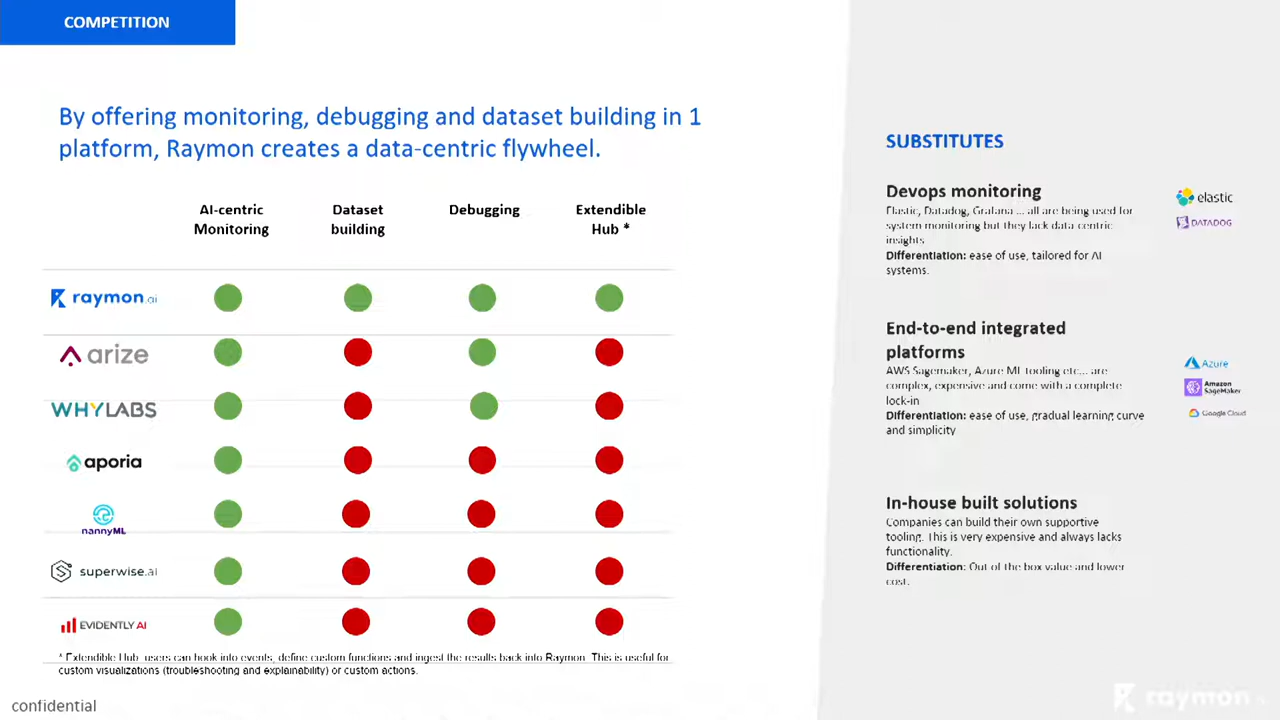 COMPETITION
By offering monitoring, debugging and dataset building in 1
platform, Raymon creates a data-centric flywheel.
AI-centric
Monitoring
Dataset
building
Debugging
Extendible
Hub *
raymon.ai
arize
WHYLABS
aporia
nannyML
superwise.ai
EVIDENTLY AI
* Extendible Hub: users can hook into events, define custom functions and ingest the results back into Raymon. This is useful for
custom visualizations (troubleshooting and explainability) or custom actions.
confidential
SUBSTITUTES
Devops monitoring
Elastic, Datadog, Grafana ... all are being used for
system monitoring but they lack data-centric
insights
Differentiation: ease of use, tailored for AI
systems.
elastic
DATADOG
End-to-end integrated
platforms
AWS Sagemaker, Azure ML tooling etc... are
complex, expensive and come with a complete
lock-in
Differentiation: ease of use, gradual learning curve
and simplicity
Azure
Amazon
SageMaker
Google Cloud
In-house built solutions
Companies can build their own supportive
tooling. This is very expensive and always lacks
functionality.
Differentiation: Out of the box value and lower
cost.
raymon.ai